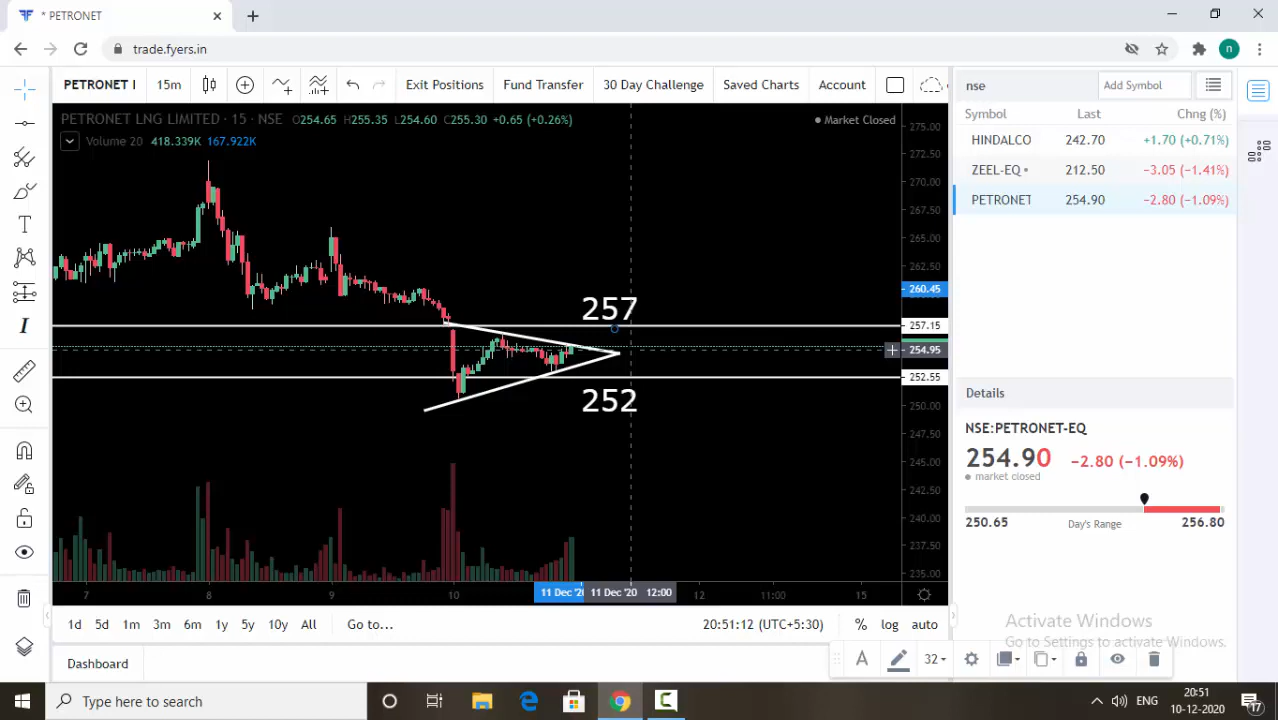 * PETRONET
trade.fyers.in
n
PETRONET I 15m Exit Positions Fund Transfer 30 Day Challenge Saved Charts Account
nse Add Symbol
Symbol Last Chng (%)
HINDALCO 242.70 +1.70 (+0.71%)
ZEEL-EQ 212.50 −3.05 (−1.41%)
PETRONET 254.90 −2.80 (−1.09%)
PETRONET LNG LIMITED · 15 · NSE O254.65 H255.35 L254.60 C255.30 +0.65 (+0.26%)
Market Closed
Volume 20 418.339K 167.922K
275.00
272.50
270.00
267.50
265.00
262.50
260.45
257
257.15
254.95
252.55
252
250.00
247.50
245.00
242.50
240.00
237.50
235.00
Details
NSE:PETRONET-EQ
254.90 −2.80 (−1.09%)
market closed
250.65 Day's Range 256.80
7 8 9 10 11 Dec '20 11 Dec '20 12:00 12 11:00 15
1d 5d 1m 3m 6m 1y 5y 10y All Go to... 20:51:12 (UTC+5:30) % log auto
Activate Windows
Go to Settings to activate Windows.
Dashboard
A 32
Type here to search
ENG
20:51
10-12-2020
17